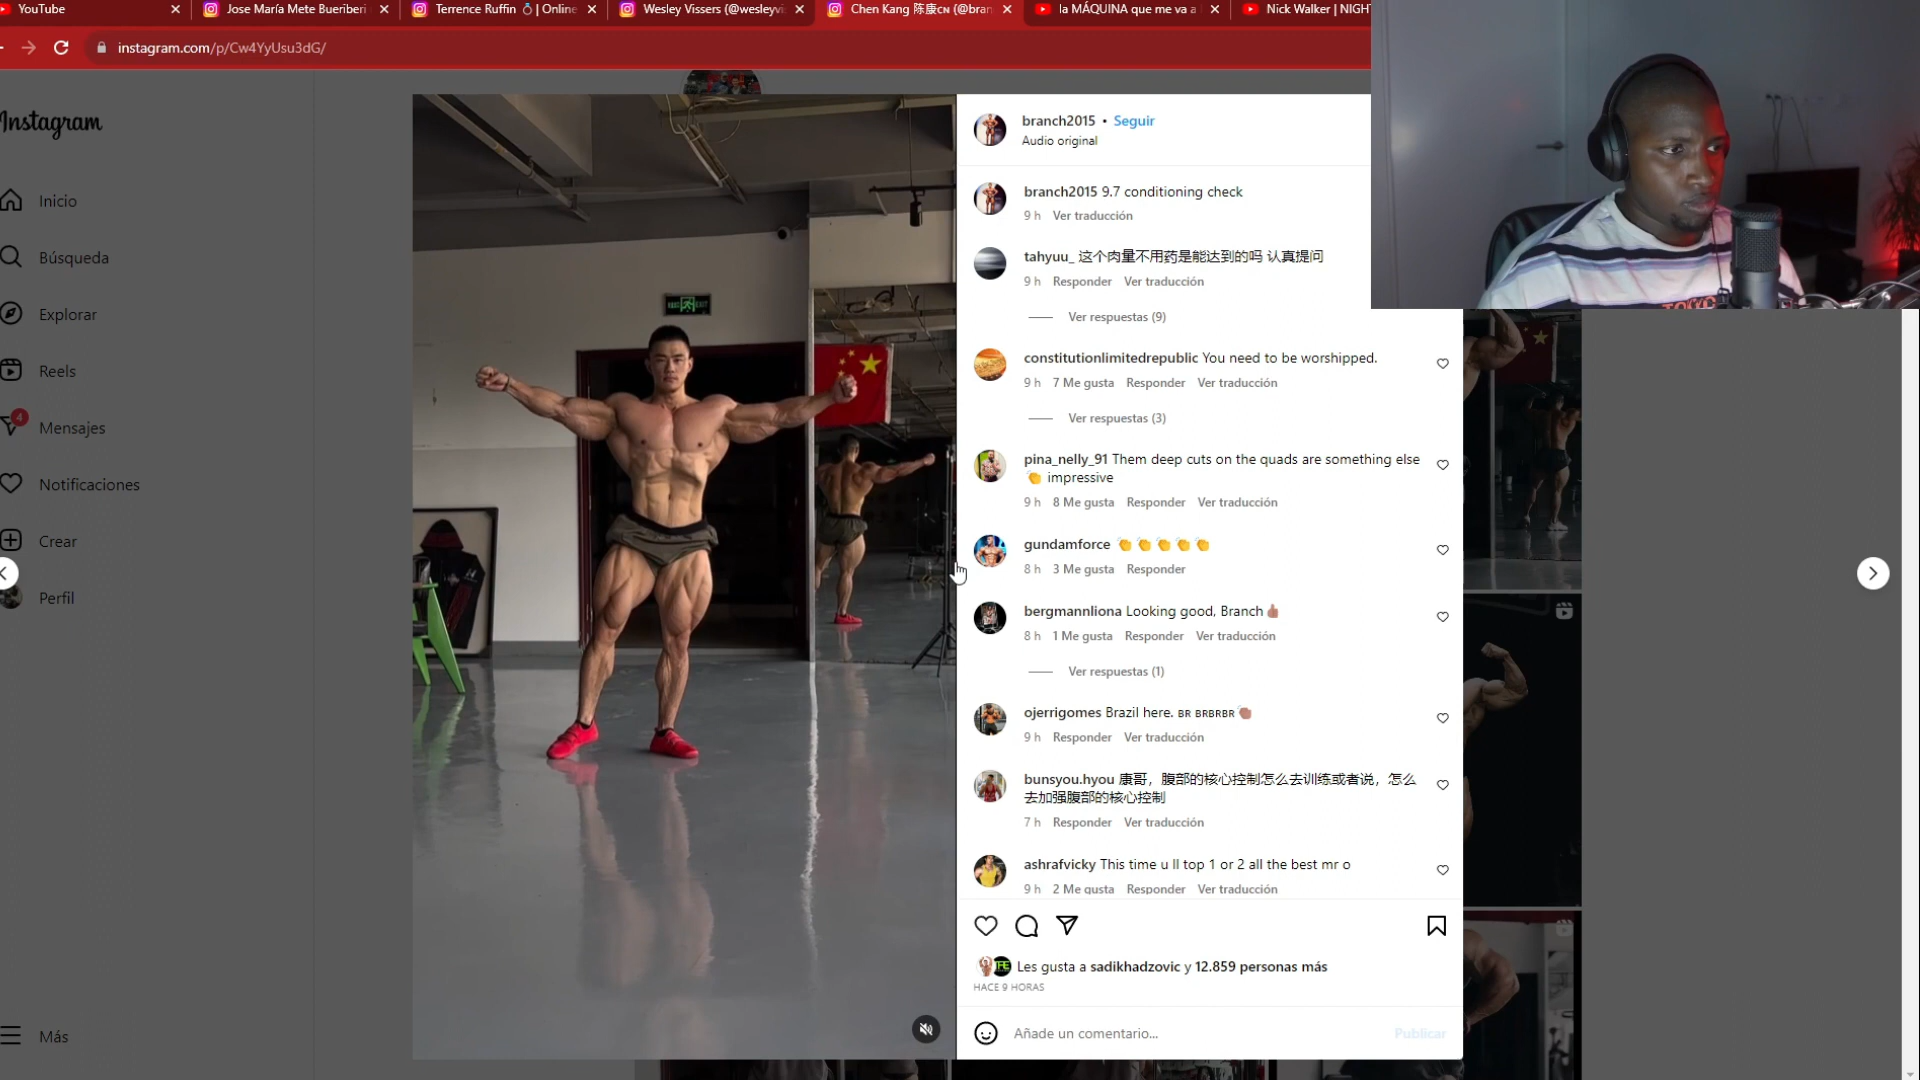 YouTube
Jose María Mete Bueriberi
Terrence Ruffin 💍 | Online
Wesley Vissers (@wesleyvi
Chen Kang 陈康🇨🇳 (@bran
la MÁQUINA que me va a
Nick Walker | NIGHT
instagram.com/p/Cw4YyUsu3dG/
Instagram
Inicio
Búsqueda
Explorar
Reels
4
Mensajes
Notificaciones
Crear
Perfil
Más
EXIT
branch2015 • Seguir
Audio original
branch2015 9.7 conditioning check
9 h Ver traducción
tahyuu_ 这个肉量不用药是能达到的吗 认真提问
9 h Responder Ver traducción
Ver respuestas (9)
constitutionlimitedrepublic You need to be worshipped.
9 h 7 Me gusta Responder Ver traducción
Ver respuestas (3)
pina_nelly_91 Them deep cuts on the quads are something else
👏 impressive
9 h 8 Me gusta Responder Ver traducción
gundamforce 👏👏👏👏👏
8 h 3 Me gusta Responder
bergmannliona Looking good, Branch👍🏽
8 h 1 Me gusta Responder Ver traducción
Ver respuestas (1)
ojerrigomes Brazil here. 🇧🇷 🇧🇷🇧🇷🇧🇷👏🏽
9 h Responder Ver traducción
bunsyou.hyou 康哥，腹部的核心控制怎么去训练或者说，怎么
去加强腹部的核心控制
7 h Responder Ver traducción
ashrafvicky This time u ll top 1 or 2 all the best mr o
9 h 2 Me gusta Responder Ver traducción
Les gusta a sadikhadzovic y 12.859 personas más
HACE 9 HORAS
Añade un comentario...
Publicar